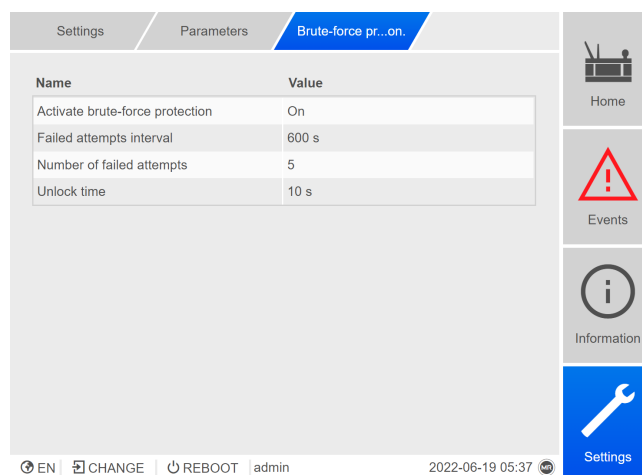 Settings Parameters Brute-force pr...on.
Name Value
Activate brute-force protection On
Failed attempts interval 600 s
Number of failed attempts 5
Unlock time 10 s
Home
Events
Information
Settings
EN CHANGE REBOOT admin 2022-06-19 05:37 MR